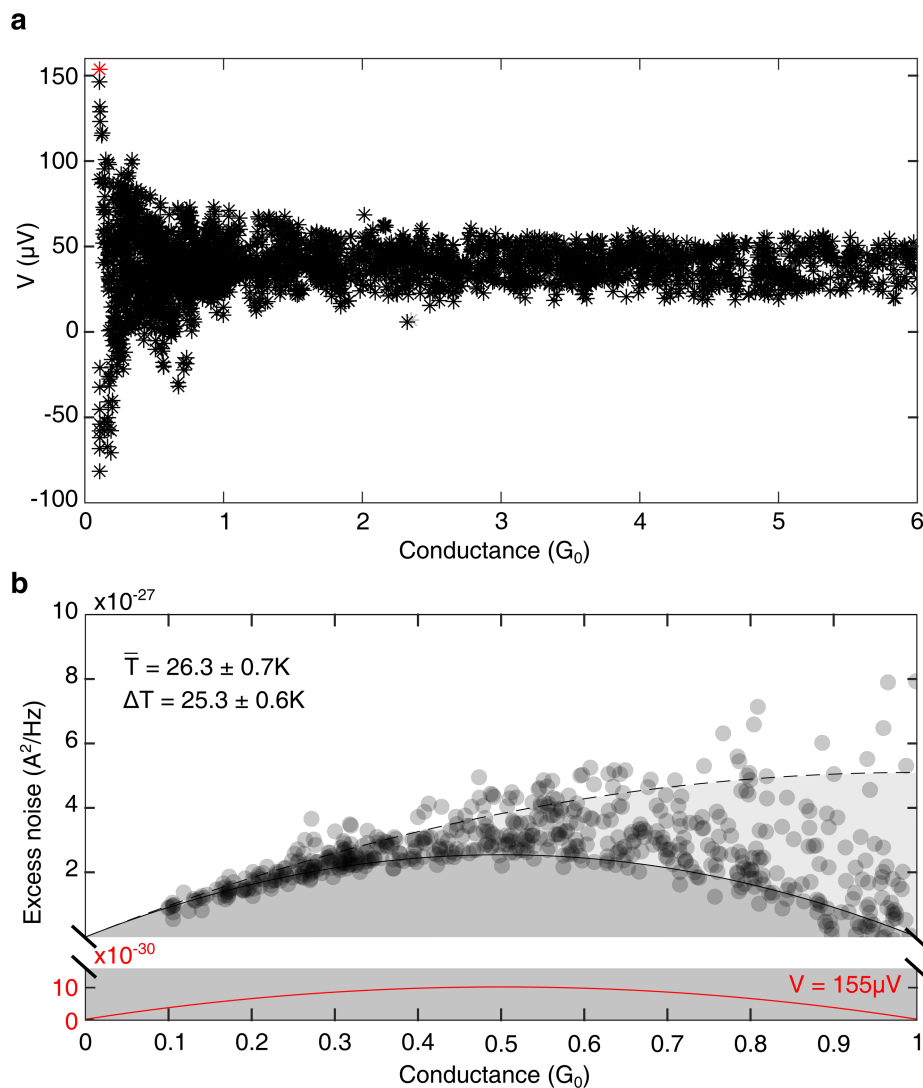 a
150
100
50
0
-50
-100
V (µV)
0 1 2 3 4 5 6
Conductance (G₀)
b
x10⁻²⁷
10
8
6
4
2
Excess noise (A²/Hz)
T̅ = 26.3 ± 0.7K
ΔT = 25.3 ± 0.6K
x10⁻³⁰
10
0
V = 155µV
0 0.1 0.2 0.3 0.4 0.5 0.6 0.7 0.8 0.9 1
Conductance (G₀)